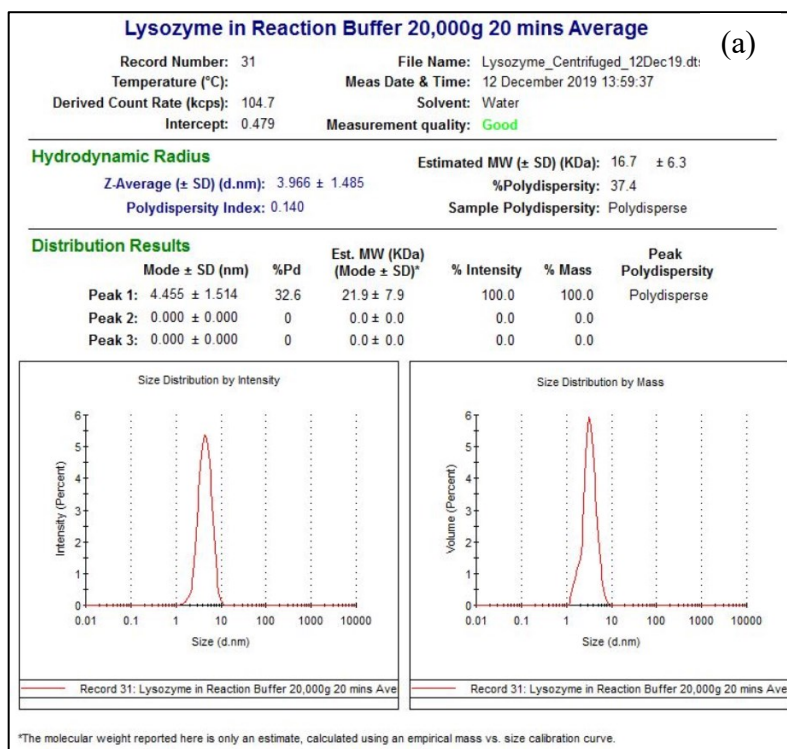 Lysozyme in Reaction Buffer 20,000g 20 mins Average
(a)
Record Number: 31 File Name: Lysozyme_Centrifuged_12Dec19.dts
Temperature (°C): Meas Date & Time: 12 December 2019 13:59:37
Derived Count Rate (kcps): 104.7 Solvent: Water
Intercept: 0.479 Measurement quality: Good
Hydrodynamic Radius
Estimated MW (± SD) (KDa): 16.7 ± 6.3
Z-Average (± SD) (d.nm): 3.966 ± 1.485 %Polydispersity: 37.4
Polydispersity Index: 0.140 Sample Polydispersity: Polydisperse
Distribution Results
Mode ± SD (nm) %Pd Est. MW (KDa) (Mode ± SD)* % Intensity % Mass Peak Polydispersity
Peak 1: 4.455 ± 1.514 32.6 21.9 ± 7.9 100.0 100.0 Polydisperse
Peak 2: 0.000 ± 0.000 0 0.0 ± 0.0 0.0 0.0
Peak 3: 0.000 ± 0.000 0 0.0 ± 0.0 0.0 0.0
Size Distribution by Intensity
6
5
4
3
2
1
0
Intensity (Percent)
0.01 0.1 1 10 100 1000 10000
Size (d.nm)
Record 31: Lysozyme in Reaction Buffer 20,000g 20 mins Ave
Size Distribution by Mass
6
5
4
3
2
1
0
Volume (Percent)
0.01 0.1 1 10 100 1000 10000
Size (d.nm)
Record 31: Lysozyme in Reaction Buffer 20,000g 20 mins Ave
*The molecular weight reported here is only an estimate, calculated using an empirical mass vs. size calibration curve.